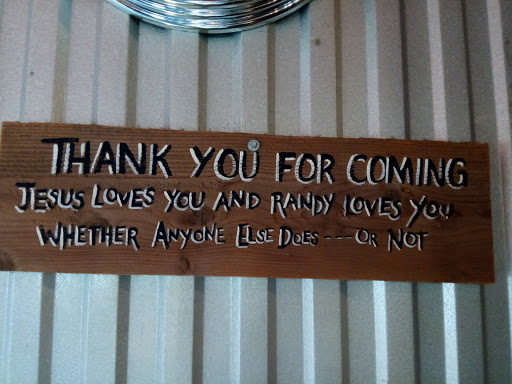 THANK YOU FOR COMING
JESUS LOVES YOU AND RANDY LOVES YOU
WHETHER ANYONE ELSE DOES --- OR NOT